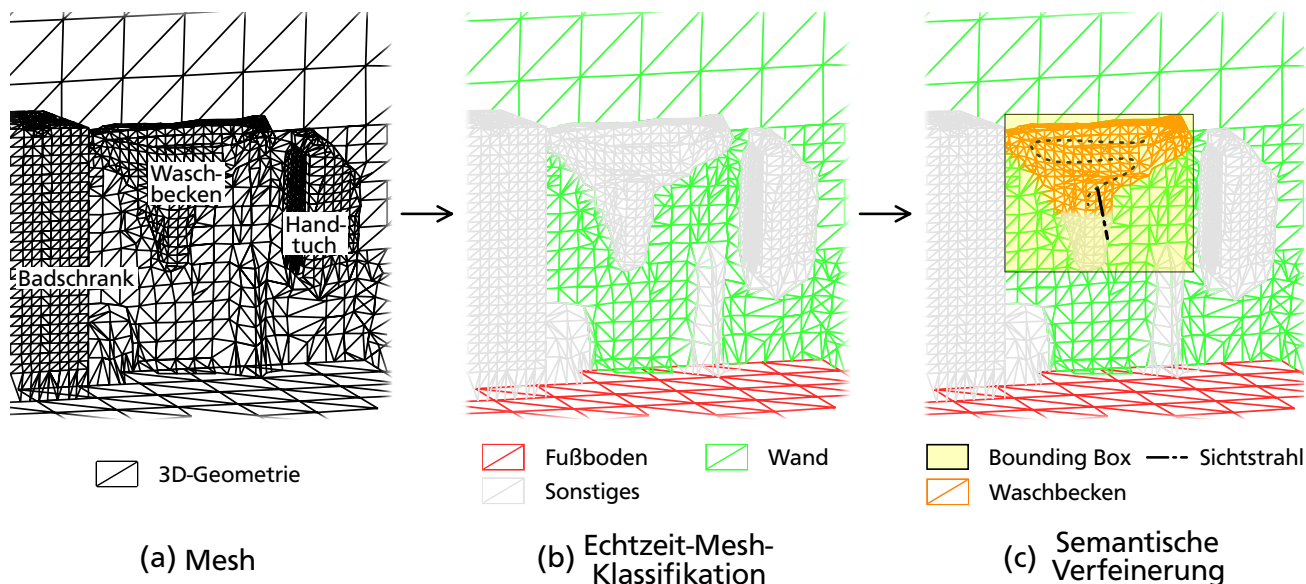 Wasch-
becken
Hand-
tuch
Badschrank
3D-Geometrie
Fußboden
Wand
Sonstiges
Bounding Box
Sichtstrahl
Waschbecken
(a) Mesh
(b) Echtzeit-Mesh-
Klassifikation
(c) Semantische
Verfeinerung